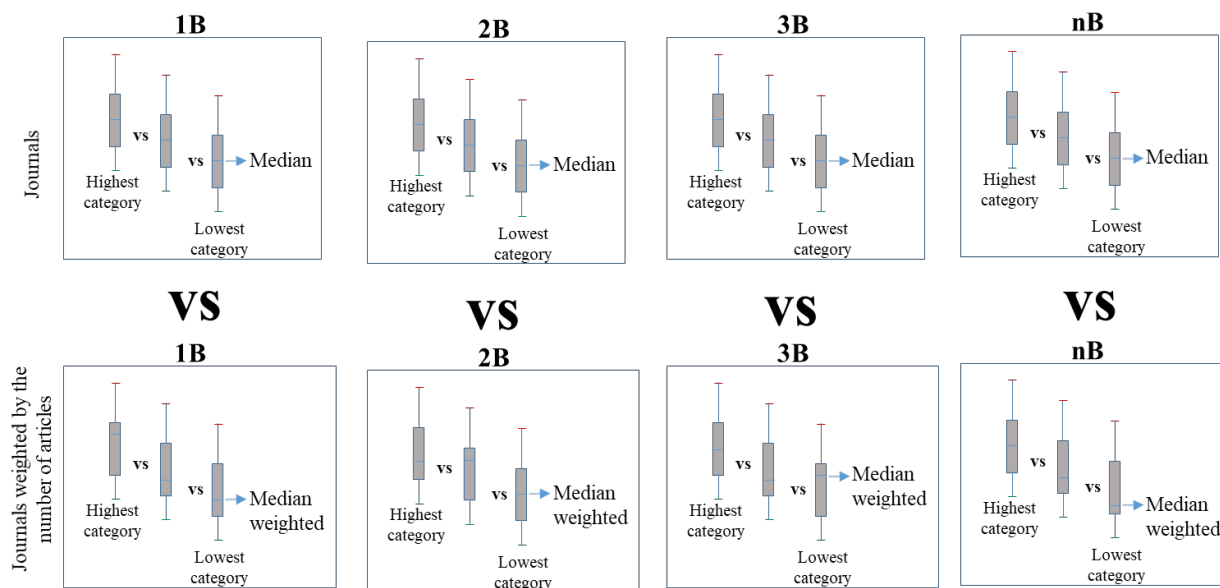 1B
2B
3B
nB
Journals
vs
vs
Median
Highest
category
Lowest
category
vs
vs
Median
Highest
category
Lowest
category
vs
vs
Median
Highest
category
Lowest
category
vs
vs
Median
Highest
category
Lowest
category
vs
vs
vs
vs
1B
2B
3B
nB
Journals weighted by the
number of articles
vs
vs
Median
weighted
Highest
category
Lowest
category
vs
vs
Median
weighted
Highest
category
Lowest
category
vs
vs
Median
weighted
Highest
category
Lowest
category
vs
vs
Median
weighted
Highest
category
Lowest
category